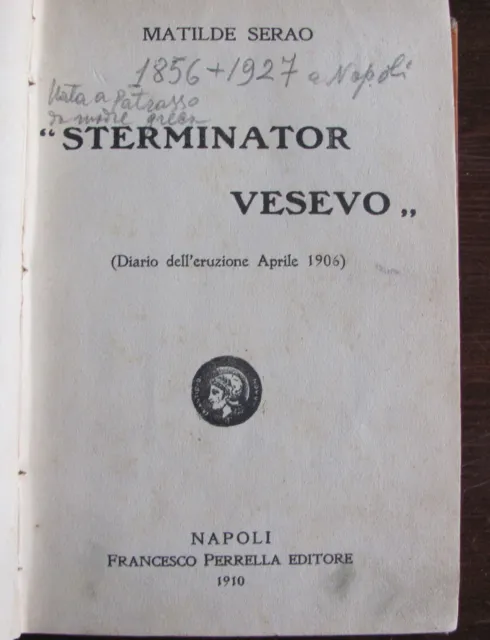 MATILDE SERAO
1856 + 1927 a Napoli
Nata a Patrasso
da madre greca
“STERMINATOR
VESEVO„
(Diario dell'eruzione Aprile 1906)
NAPOLI
FRANCESCO PERRELLA EDITORE
1910